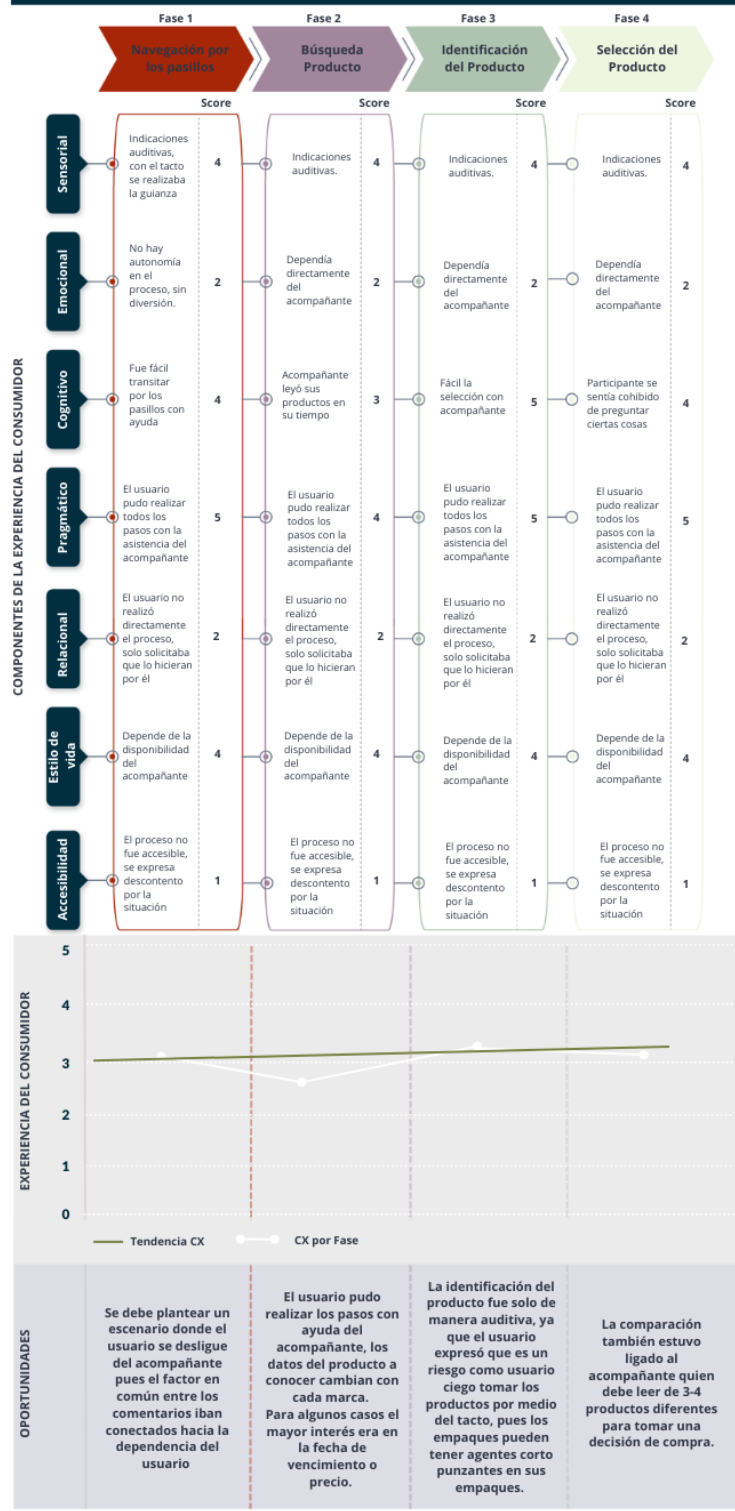 Fase 1
Fase 2
Fase 3
Fase 4
Navegación por
los pasillos
Búsqueda
Producto
Identificación
del Producto
Selección del
Producto
Score
Score
Score
Score
COMPONENTES DE LA EXPERIENCIA DEL CONSUMIDOR
Sensorial
Indicaciones
auditivas,
con el tacto
se realizaba
la guianza
4
Indicaciones
auditivas.
4
Indicaciones
auditivas.
4
Indicaciones
auditivas.
4
Emocional
No hay
autonomía
en el
proceso, sin
diversión.
2
Dependía
directamente
del
acompañante
2
Dependía
directamente
del
acompañante
2
Dependía
directamente
del
acompañante
2
Cognitivo
Fue fácil
transitar
por los
pasillos con
ayuda
4
Acompañante
leyó sus
productos en
su tiempo
3
Fácil la
selección con
acompañante
5
Participante se
sentía cohibido
de preguntar
ciertas cosas
4
Pragmático
El usuario
pudo realizar
todos los
pasos con la
asistencia del
acompañante
5
El usuario
pudo realizar
todos los
pasos con la
asistencia del
acompañante
4
El usuario
pudo realizar
todos los
pasos con la
asistencia del
acompañante
5
El usuario
pudo realizar
todos los
pasos con la
asistencia del
acompañante
5
Relacional
El usuario no
realizó
directamente
el proceso,
solo solicitaba
que lo hicieran
por él
2
El usuario no
realizó
directamente
el proceso,
solo solicitaba
que lo hicieran
por él
2
El usuario no
realizó
directamente
el proceso,
solo solicitaba
que lo hicieran
por él
2
El usuario no
realizó
directamente
el proceso,
solo solicitaba
que lo hicieran
por él
2
Estilo de
vida
Depende de la
disponibilidad
del
acompañante
4
Depende de la
disponibilidad
del
acompañante
4
Depende de la
disponibilidad
del
acompañante
4
Depende de la
disponibilidad
del
acompañante
4
Accesibilidad
El proceso no
fue accesible,
se expresa
descontento
por la
situación
1
El proceso no
fue accesible,
se expresa
descontento
por la
situación
1
El proceso no
fue accesible,
se expresa
descontento
por la
situación
1
El proceso no
fue accesible,
se expresa
descontento
por la
situación
1
EXPERIENCIA DEL CONSUMIDOR
5
4
3
2
1
0
Tendencia CX
CX por Fase
OPORTUNIDADES
Se debe plantear un
escenario donde el
usuario se desligue
del acompañante
pues el factor en
común entre los
comentarios iban
conectados hacia la
dependencia del
usuario
El usuario pudo
realizar los pasos con
ayuda del
acompañante, los
datos del producto a
conocer cambian con
cada marca.
Para algunos casos el
mayor interés era en
la fecha de
vencimiento o
precio.
La identificación del
producto fue solo de
manera auditiva, ya
que el usuario
expresó que es un
riesgo como usuario
ciego tomar los
productos por medio
del tacto, pues los
empaques pueden
tener agentes corto
punzantes en sus
empaques.
La comparación
también estuvo
ligado al
acompañante quien
debe leer de 3-4
productos diferentes
para tomar una
decisión de compra.